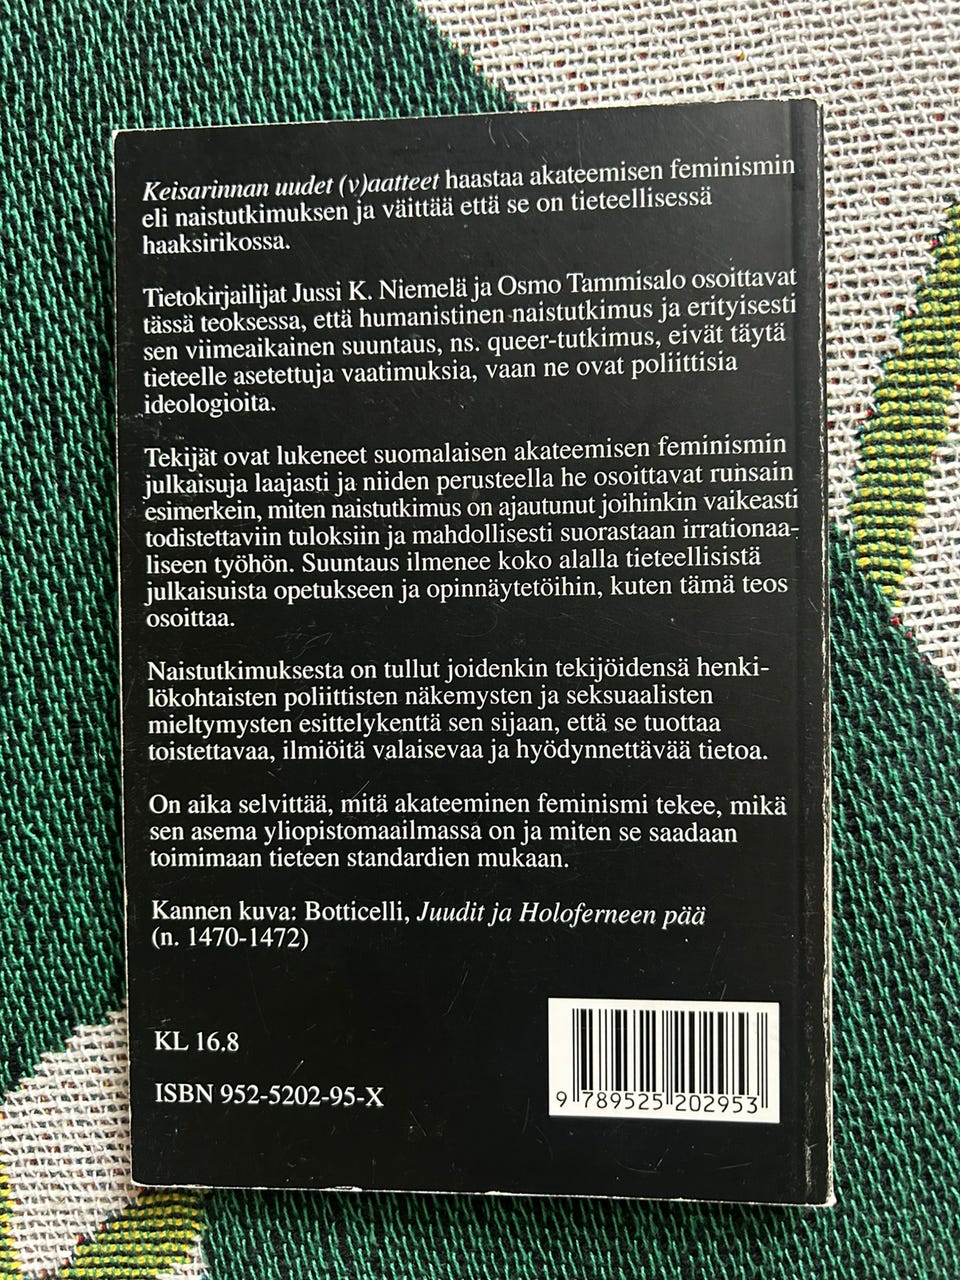 Keisarinnan uudet (v)aatteet haastaa akateemisen feminismin
eli naistutkimuksen ja väittää että se on tieteellisessä
haaksirikossa.
Tietokirjailijat Jussi K. Niemelä ja Osmo Tammisalo osoittavat
tässä teoksessa, että humanistinen naistutkimus ja erityisesti
sen viimeaikainen suuntaus, ns. queer-tutkimus, eivät täytä
tieteelle asetettuja vaatimuksia, vaan ne ovat poliittisia
ideologioita.
Tekijät ovat lukeneet suomalaisen akateemisen feminismin
julkaisuja laajasti ja niiden perusteella he osoittavat runsain
esimerkein, miten naistutkimus on ajautunut joihinkin vaikeasti
todistettaviin tuloksiin ja mahdollisesti suorastaan irrationaa-
liseen työhön. Suuntaus ilmenee koko alalla tieteellisistä
julkaisuista opetukseen ja opinnäytetöihin, kuten tämä teos
osoittaa.
Naistutkimuksesta on tullut joidenkin tekijöidensä henki-
lökohtaisten poliittisten näkemysten ja seksuaalisten
mieltymysten esittelykenttä sen sijaan, että se tuottaa
toistettavaa, ilmiöitä valaisevaa ja hyödynnettävää tietoa.
On aika selvittää, mitä akateeminen feminismi tekee, mikä
sen asema yliopistomaailmassa on ja miten se saadaan
toimimaan tieteen standardien mukaan.
Kannen kuva: Botticelli, Juudit ja Holoferneen pää
(n. 1470-1472)
KL 16.8
ISBN 952-5202-95-X
9 789525 202953